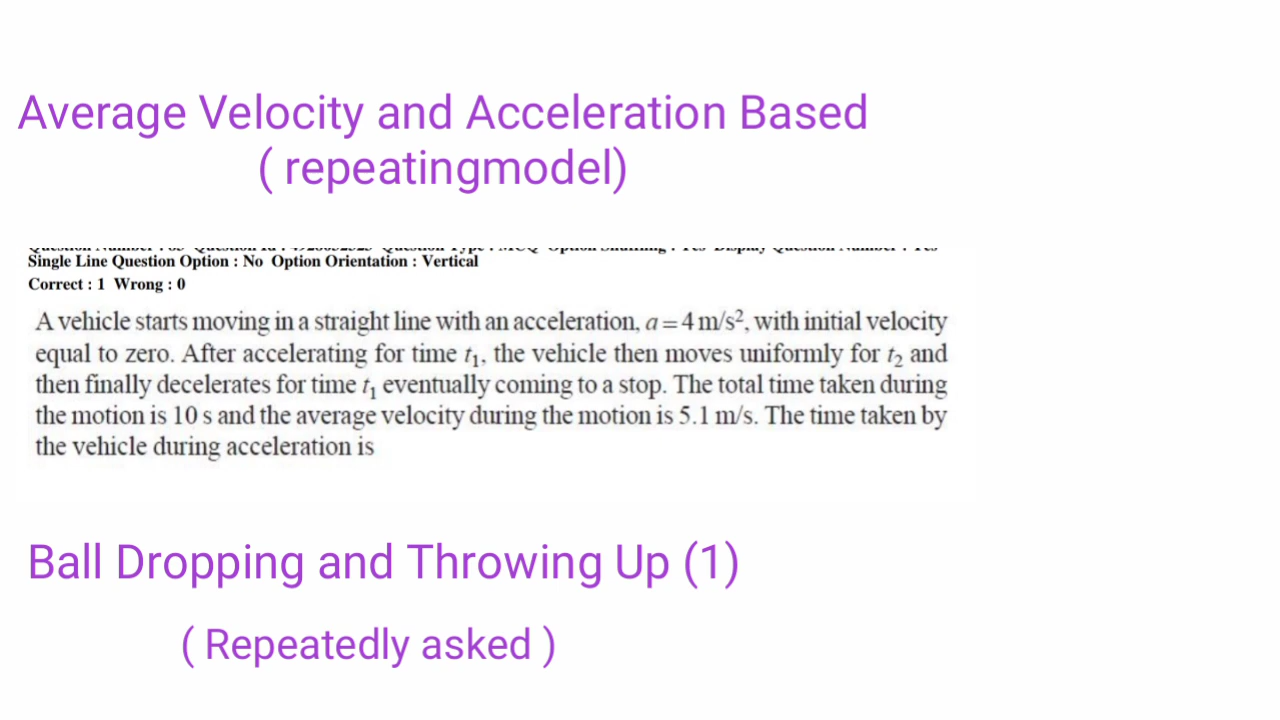 Average Velocity and Acceleration Based
( repeatingmodel)
Single Line Question Option : No Option Orientation : Vertical
Correct : 1 Wrong : 0
A vehicle starts moving in a straight line with an acceleration, a = 4 m/s², with initial velocity
equal to zero. After accelerating for time t₁, the vehicle then moves uniformly for t₂ and
then finally decelerates for time t₁ eventually coming to a stop. The total time taken during
the motion is 10 s and the average velocity during the motion is 5.1 m/s. The time taken by
the vehicle during acceleration is
Ball Dropping and Throwing Up (1)
( Repeatedly asked )